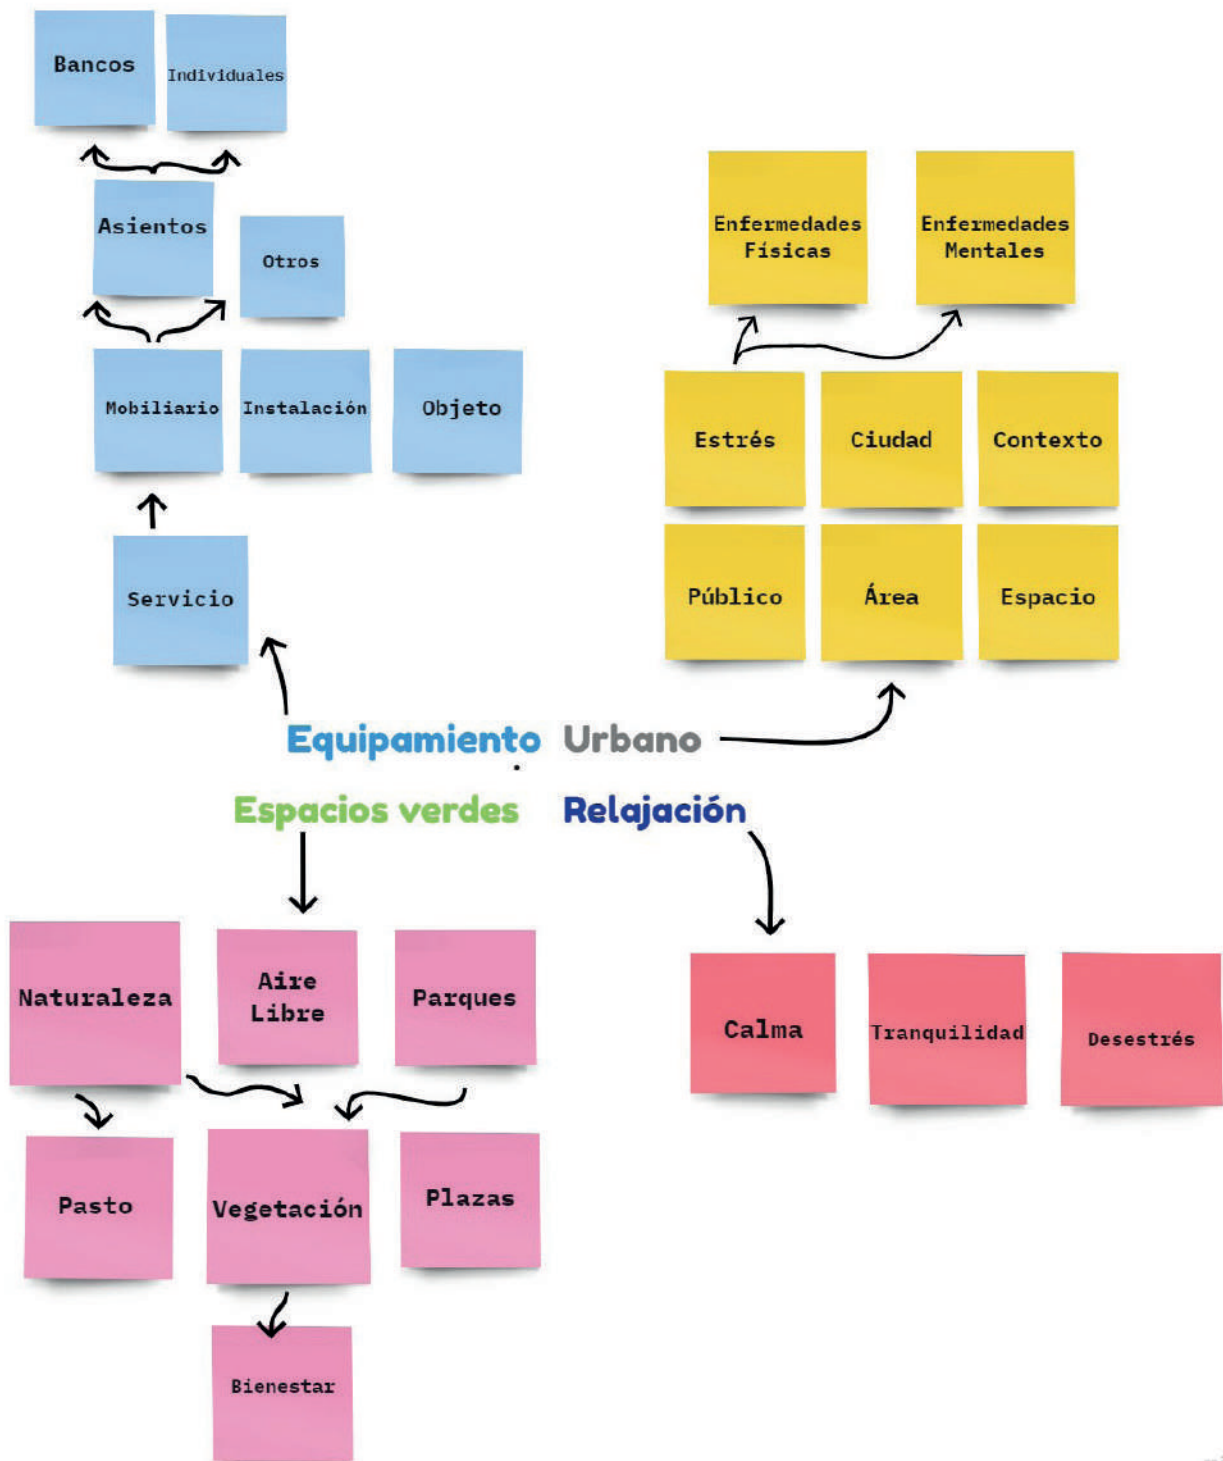 Bancos
Individuales
Asientos
Otros
Mobiliario
Instalación
Objeto
Servicio
Enfermedades
Físicas
Enfermedades
Mentales
Estrés
Ciudad
Contexto
Público
Área
Espacio
Equipamiento Urbano
Espacios verdes Relajación
Naturaleza
Aire
Libre
Parques
Pasto
Vegetación
Plazas
Bienestar
Calma
Tranquilidad
Desestrés